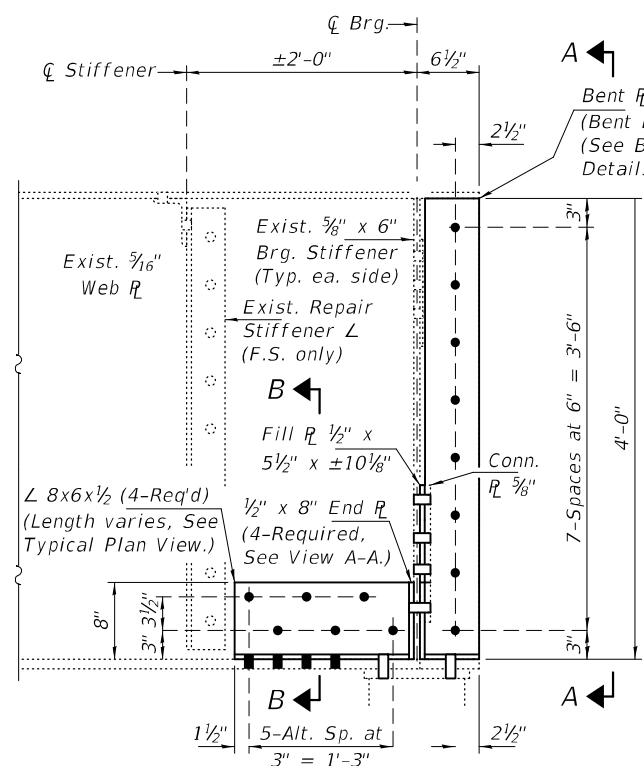 ℄ Brg.
℄ Stiffener
±2'-0"
6½"
A
Bent ℞
(Bent
(See B
Detail.
2½"
3"
Exist. 5/8" x 6"
Brg. Stiffener
(Typ. ea. side)
Exist. 5/16"
Web ℞
Exist. Repair
Stiffener ∠
(F.S. only)
B
7-Spaces at 6" = 3'-6"
4'-0"
Fill ℞ ½" x
5½" x ±10⅛"
Conn.
℞ 5/8"
∠ 8x6x½ (4-Req'd)
(Length varies, See
Typical Plan View.)
½" x 8" End ℞
(4-Required,
See View A-A.)
8"
3½"
3"
3"
B
A
1½"
5-Alt. Sp. at
3" = 1'-3"
2½"